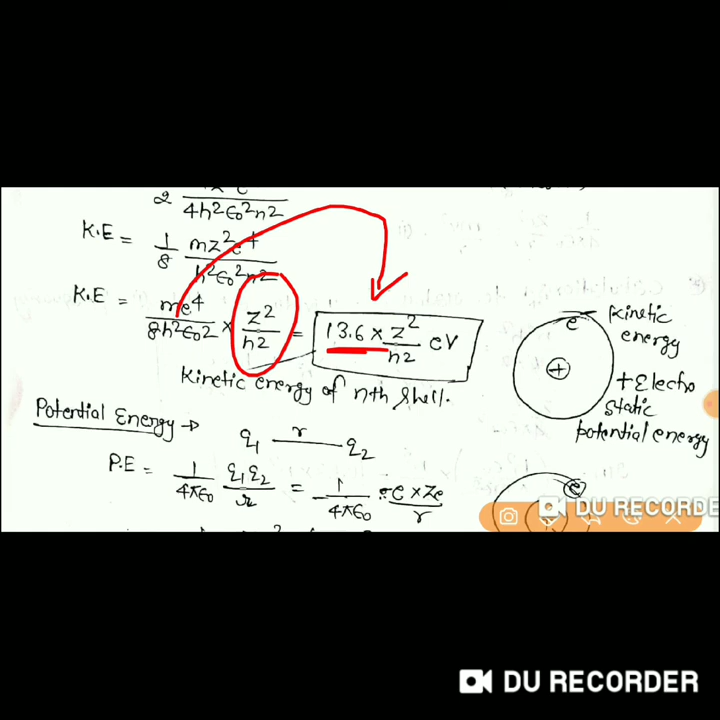 2
4h²ε₀²n²
K.E = 1/8 mz²e⁴/h²ε₀²n²
K.E = me⁴/8h²ε₀2 × z²/n2 = 13.6 × z²/n2 eV
Kinetic energy of nth shell.
e⁻ Kinetic energy
+
+ Electro static potential energy
Potential Energy →
q₁ r q₂
P.E = 1/4πε₀ q₁q₂/r = 1/4πε₀ e × ze/r
e
DU RECORDE
DU RECORDER